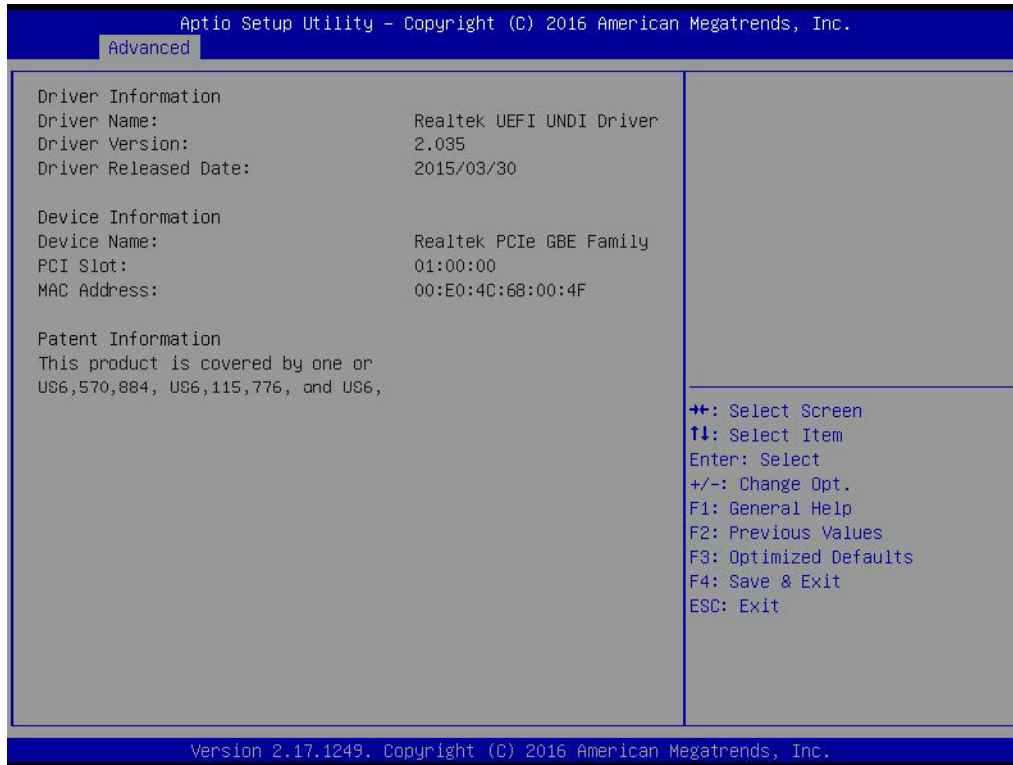 Aptio Setup Utility – Copyright (C) 2016 American Megatrends, Inc.
Advanced
Driver Information
Driver Name: Realtek UEFI UNDI Driver
Driver Version: 2.035
Driver Released Date: 2015/03/30
Device Information
Device Name: Realtek PCIe GBE Family
PCI Slot: 01:00:00
MAC Address: 00:E0:4C:68:00:4F
Patent Information
This product is covered by one or
US6,570,884, US6,115,776, and US6,
→←: Select Screen
↑↓: Select Item
Enter: Select
+/-: Change Opt.
F1: General Help
F2: Previous Values
F3: Optimized Defaults
F4: Save & Exit
ESC: Exit
Version 2.17.1249. Copyright (C) 2016 American Megatrends, Inc.